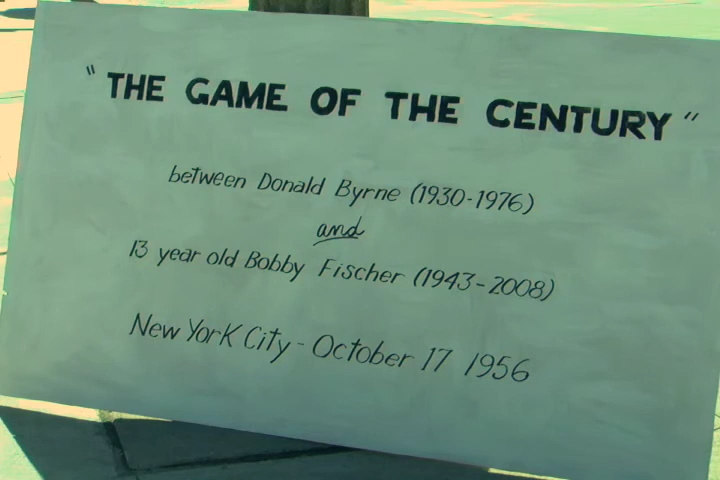 "THE GAME OF THE CENTURY"
between Donald Byrne (1930-1976)
and
13 year old Bobby Fischer (1943-2008)
New York City - October 17 1956